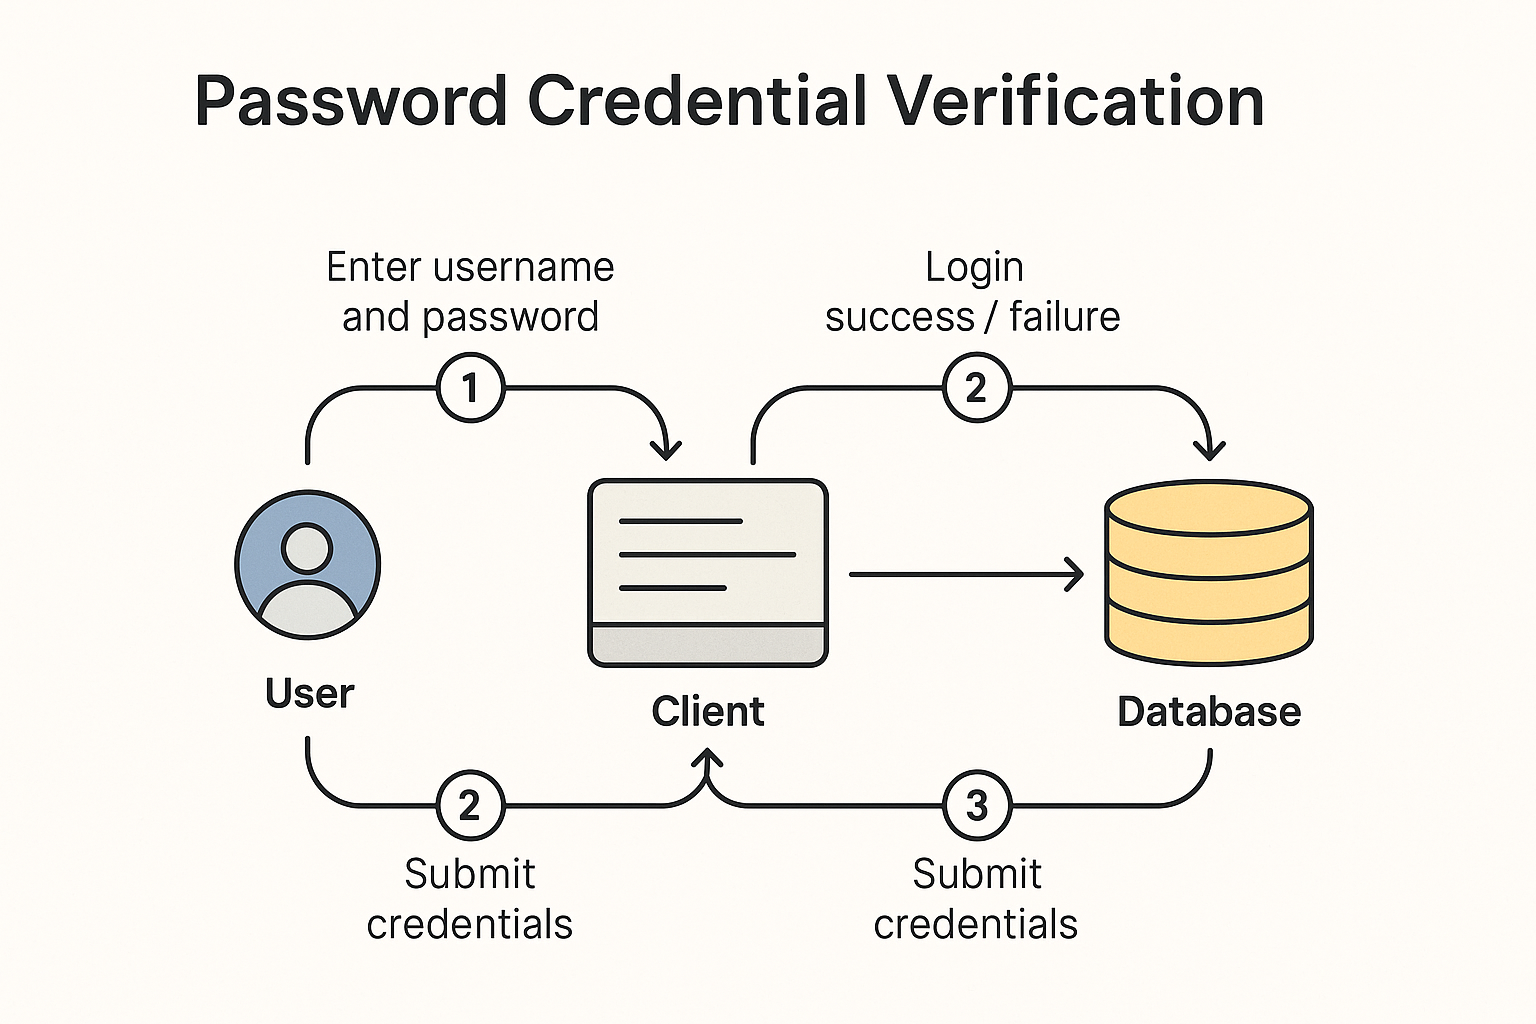 Password Credential Verification
Enter username
and password
Login
success / failure
1
2
User
Client
Database
2
3
Submit
credentials
Submit
credentials